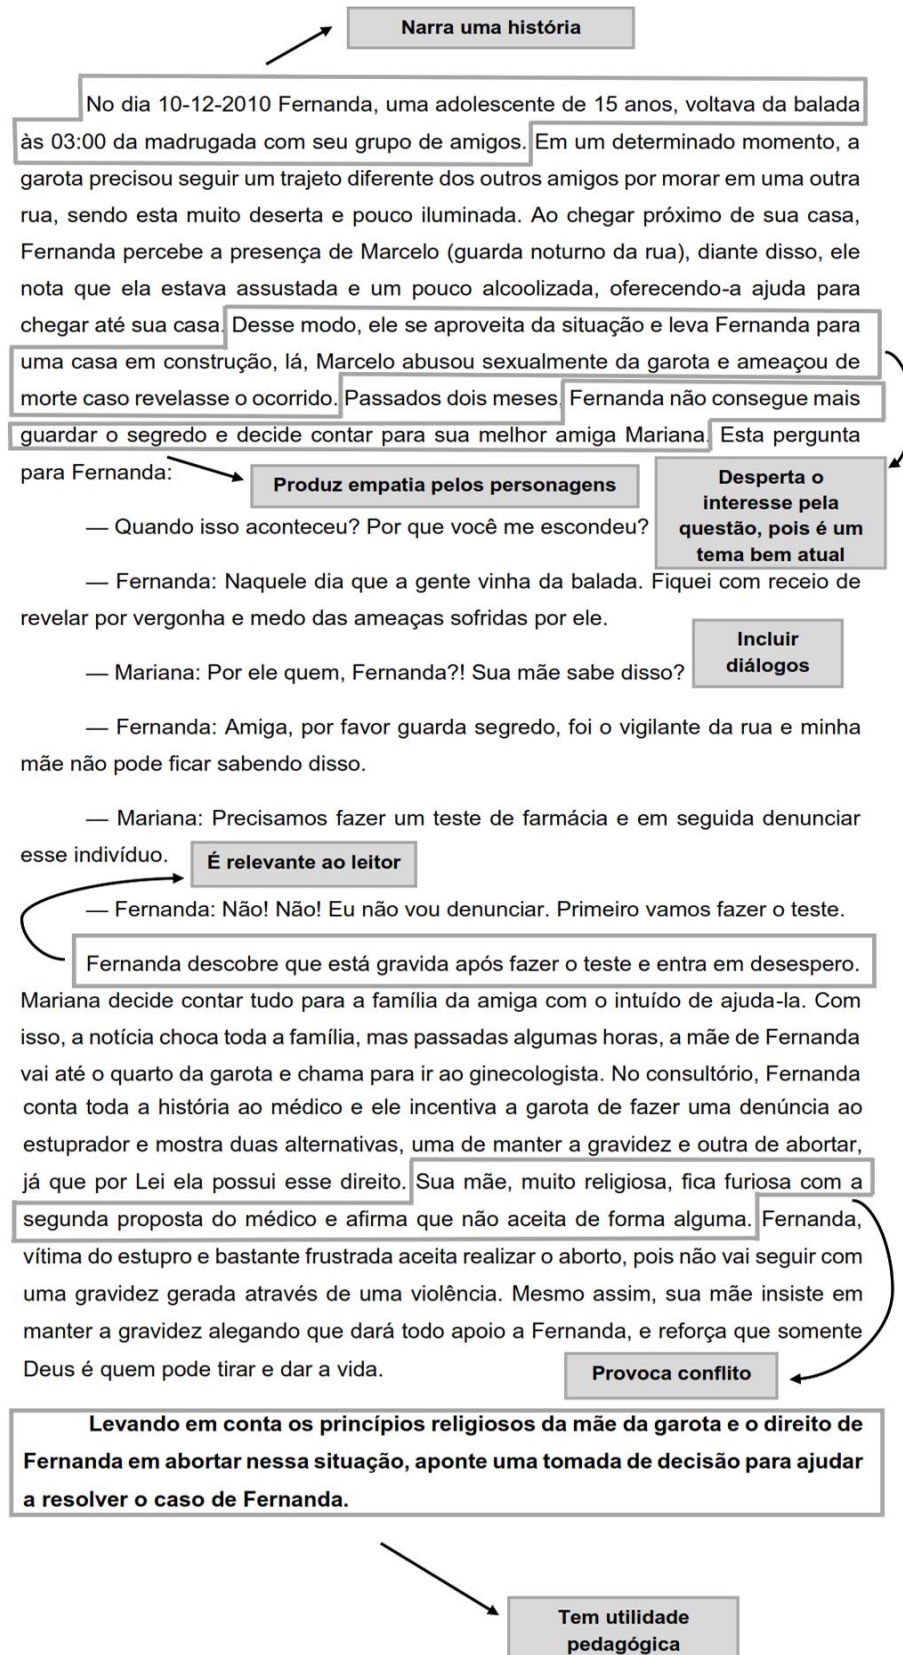 Narra uma história
No dia 10-12-2010 Fernanda, uma adolescente de 15 anos, voltava da balada
às 03:00 da madrugada com seu grupo de amigos. Em um determinado momento, a
garota precisou seguir um trajeto diferente dos outros amigos por morar em uma outra
rua, sendo esta muito deserta e pouco iluminada. Ao chegar próximo de sua casa,
Fernanda percebe a presença de Marcelo (guarda noturno da rua), diante disso, ele
nota que ela estava assustada e um pouco alcoolizada, oferecendo-a ajuda para
chegar até sua casa. Desse modo, ele se aproveita da situação e leva Fernanda para
uma casa em construção, lá, Marcelo abusou sexualmente da garota e ameaçou de
morte caso revelasse o ocorrido. Passados dois meses, Fernanda não consegue mais
guardar o segredo e decide contar para sua melhor amiga Mariana. Esta pergunta
para Fernanda:
Produz empatia pelos personagens
Desperta o
interesse pela
questão, pois é um
tema bem atual
— Quando isso aconteceu? Por que você me escondeu?
— Fernanda: Naquele dia que a gente vinha da balada. Fiquei com receio de
revelar por vergonha e medo das ameaças sofridas por ele.
Incluir
diálogos
— Mariana: Por ele quem, Fernanda?! Sua mãe sabe disso?
— Fernanda: Amiga, por favor guarda segredo, foi o vigilante da rua e minha
mãe não pode ficar sabendo disso.
— Mariana: Precisamos fazer um teste de farmácia e em seguida denunciar
esse indivíduo.
É relevante ao leitor
— Fernanda: Não! Não! Eu não vou denunciar. Primeiro vamos fazer o teste.
Fernanda descobre que está gravida após fazer o teste e entra em desespero.
Mariana decide contar tudo para a família da amiga com o intuído de ajuda-la. Com
isso, a notícia choca toda a família, mas passadas algumas horas, a mãe de Fernanda
vai até o quarto da garota e chama para ir ao ginecologista. No consultório, Fernanda
conta toda a história ao médico e ele incentiva a garota de fazer uma denúncia ao
estuprador e mostra duas alternativas, uma de manter a gravidez e outra de abortar,
já que por Lei ela possui esse direito. Sua mãe, muito religiosa, fica furiosa com a
segunda proposta do médico e afirma que não aceita de forma alguma. Fernanda,
vítima do estupro e bastante frustrada aceita realizar o aborto, pois não vai seguir com
uma gravidez gerada através de uma violência. Mesmo assim, sua mãe insiste em
manter a gravidez alegando que dará todo apoio a Fernanda, e reforça que somente
Deus é quem pode tirar e dar a vida.
Provoca conflito
Levando em conta os princípios religiosos da mãe da garota e o direito de
Fernanda em abortar nessa situação, aponte uma tomada de decisão para ajudar
a resolver o caso de Fernanda.
Tem utilidade
pedagógica